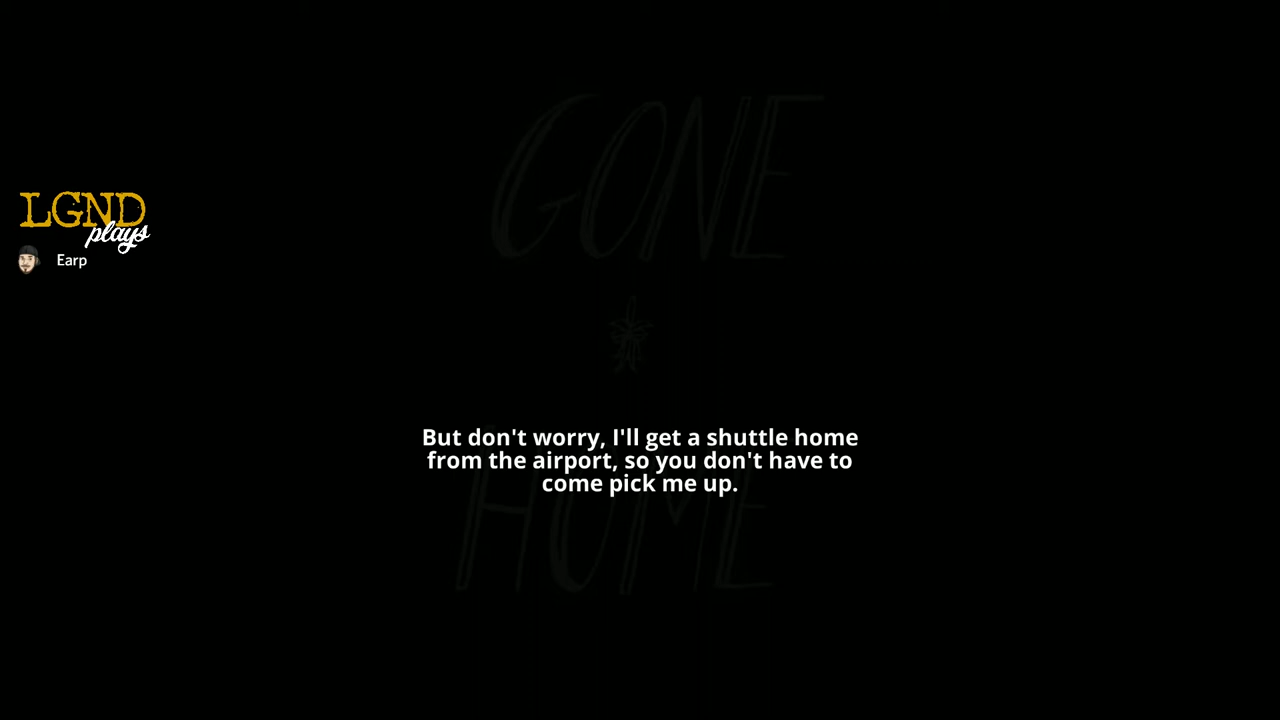 GONE
LGND
plays
Earp
But don't worry, I'll get a shuttle home
from the airport, so you don't have to
come pick me up.
HOME